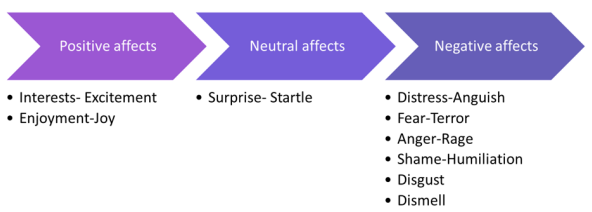 Positive affects
• Interests- Excitement
• Enjoyment-Joy
Neutral affects
• Surprise- Startle
Negative affects
• Distress-Anguish
• Fear-Terror
• Anger-Rage
• Shame-Humiliation
• Disgust
• Dismell